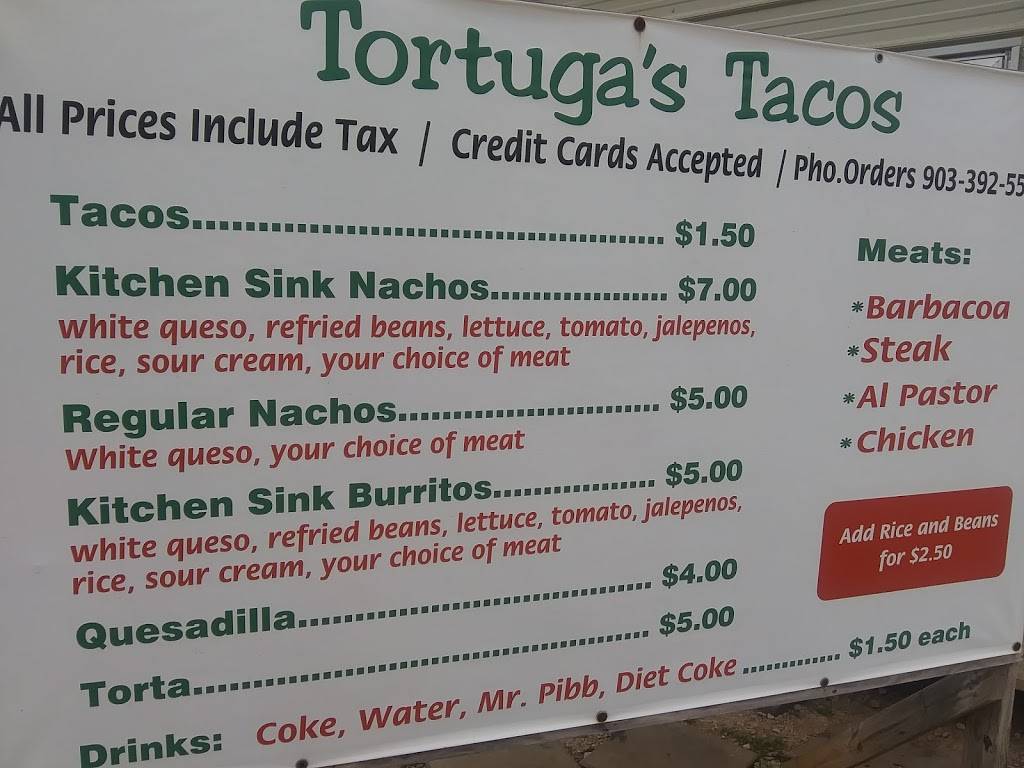 Tortuga's Tacos
All Prices Include Tax / Credit Cards Accepted / Pho.Orders 903-392-55
Tacos........................................ $1.50
Kitchen Sink Nachos.................. $7.00
white queso, refried beans, lettuce, tomato, jalepenos,
rice, sour cream, your choice of meat
Regular Nachos.......................... $5.00
White queso, your choice of meat
Kitchen Sink Burritos................ $5.00
white queso, refried beans, lettuce, tomato, jalepenos,
rice, sour cream, your choice of meat
Quesadilla................................... $4.00
Torta............................................ $5.00
Drinks: Coke, Water, Mr. Pibb, Diet Coke ............. $1.50 each
Meats:
*Barbacoa
*Steak
*Al Pastor
*Chicken
Add Rice and Beans
for $2.50